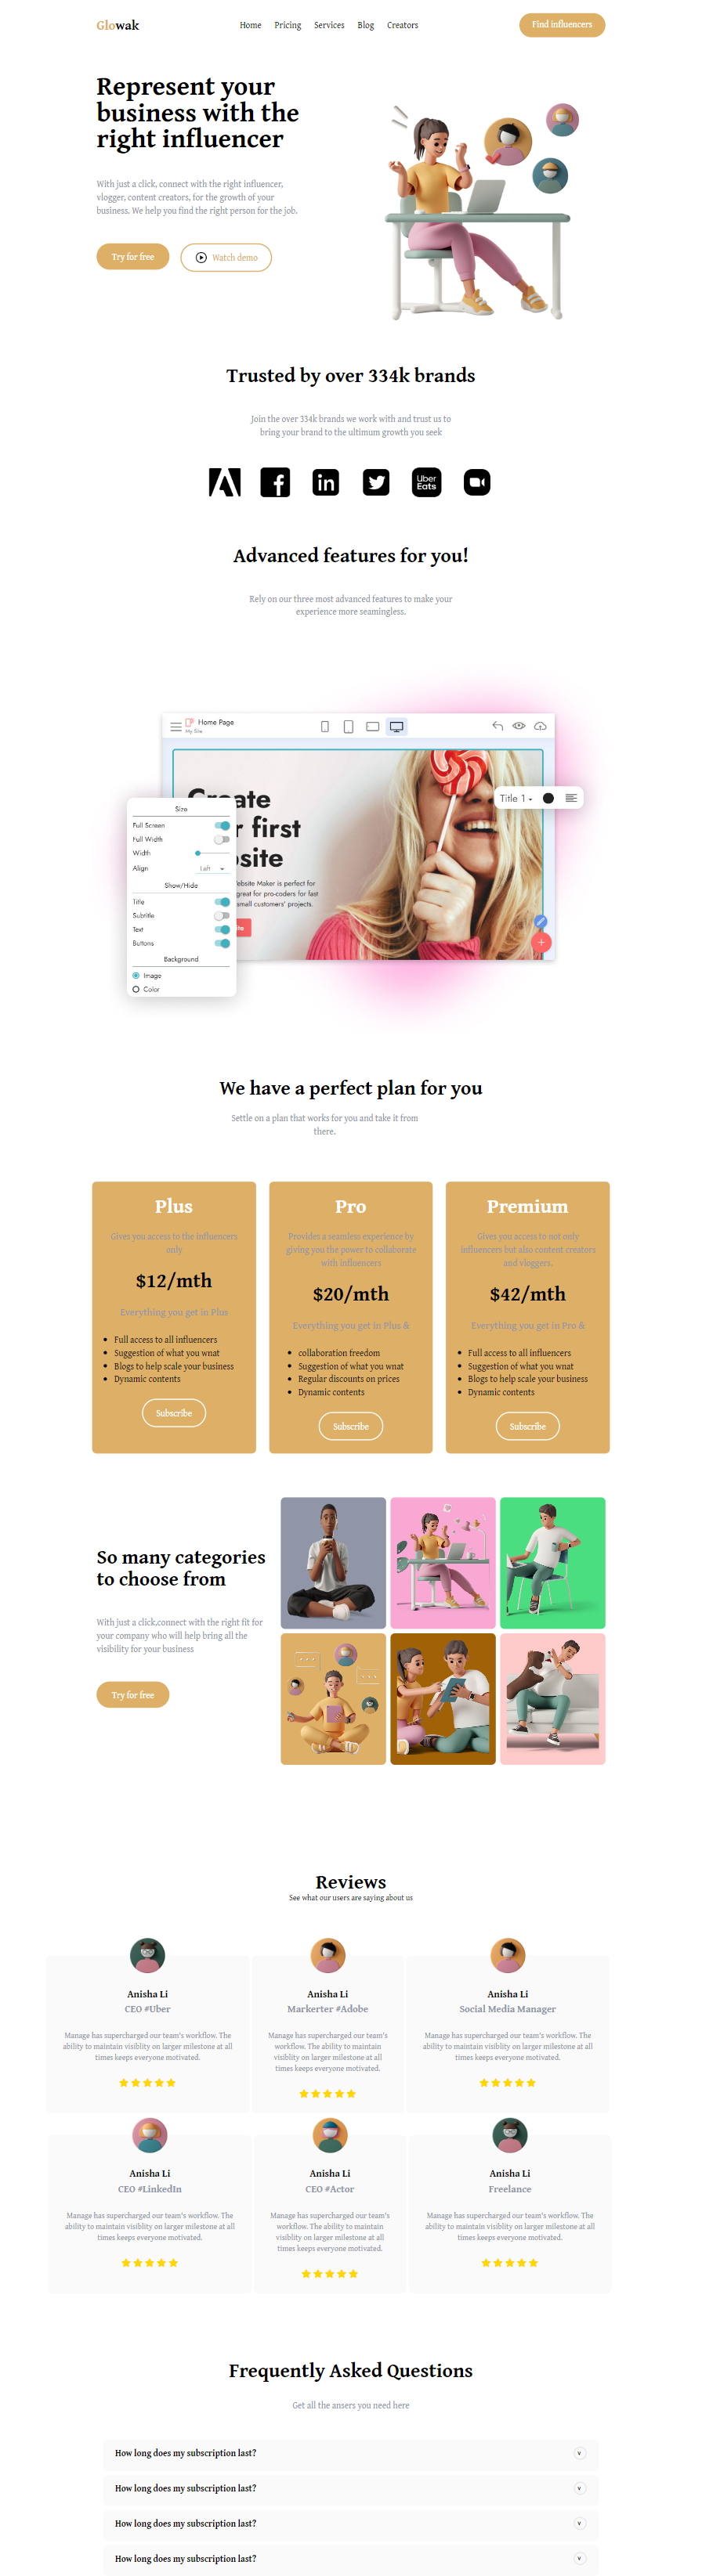 Glowak
Home Pricing Services Blog Creators
Find influencers
Represent your
business with the
right influencer
With just a click, connect with the right influencer,
vlogger, content creators, for the growth of your
business. We help you find the right person for the job.
Try for free
Watch demo
Trusted by over 334k brands
Join the over 334k brands we work with and trust us to
bring your brand to the ultimum growth you seek
in
Uber
Eats
Advanced features for you!
Rely on our three most advanced features to make your
experience more seamingless.
Home Page
My Site
Title 1
Size
Full Screen
Full Width
Width
Align Left
Show/Hide
Title
Subtitle
Text
Buttons
Background
Image
Color
first
Website Maker is perfect for
great for pro-coders for fast
small customers' projects.
We have a perfect plan for you
Settle on a plan that works for you and take it from
there.
Plus
Gives you access to the influencers
only
$12/mth
Everything you get in Plus
Full access to all influencers
Suggestion of what you wnat
Blogs to help scale your business
Dynamic contents
Subscribe
Pro
Provides a seamless experience by
giving you the power to collaborate
with influencers
$20/mth
Everything you get in Plus &
collaboration freedom
Suggestion of what you wnat
Regular discounts on prices
Dynamic contents
Subscribe
Premium
Gives you access to not only
influencers but also content creators
and vloggers.
$42/mth
Everything you get in Pro &
Full access to all influencers
Suggestion of what you wnat
Blogs to help scale your business
Dynamic contents
Subscribe
So many categories
to choose from
With just a click,connect with the right fit for
your company who will help bring all the
visibility for your business
Try for free
Reviews
See what our users are saying about us
Anisha Li
CEO #Uber
Manage has supercharged our team's workflow. The
ability to maintain visiblity on larger milestone at all
times keeps everyone motivated.
Anisha Li
Markerter #Adobe
Manage has supercharged our team's
workflow. The ability to maintain
visiblity on larger milestone at all
times keeps everyone motivated.
Anisha Li
Social Media Manager
Manage has supercharged our team's workflow. The
ability to maintain visiblity on larger milestone at all
times keeps everyone motivated.
Anisha Li
CEO #LinkedIn
Manage has supercharged our team's workflow. The
ability to maintain visiblity on larger milestone at all
times keeps everyone motivated.
Anisha Li
CEO #Actor
Manage has supercharged our team's
workflow. The ability to maintain
visiblity on larger milestone at all
times keeps everyone motivated.
Anisha Li
Freelance
Manage has supercharged our team's workflow. The
ability to maintain visiblity on larger milestone at all
times keeps everyone motivated.
Frequently Asked Questions
Get all the ansers you need here
How long does my subscription last?
How long does my subscription last?
How long does my subscription last?
How long does my subscription last?